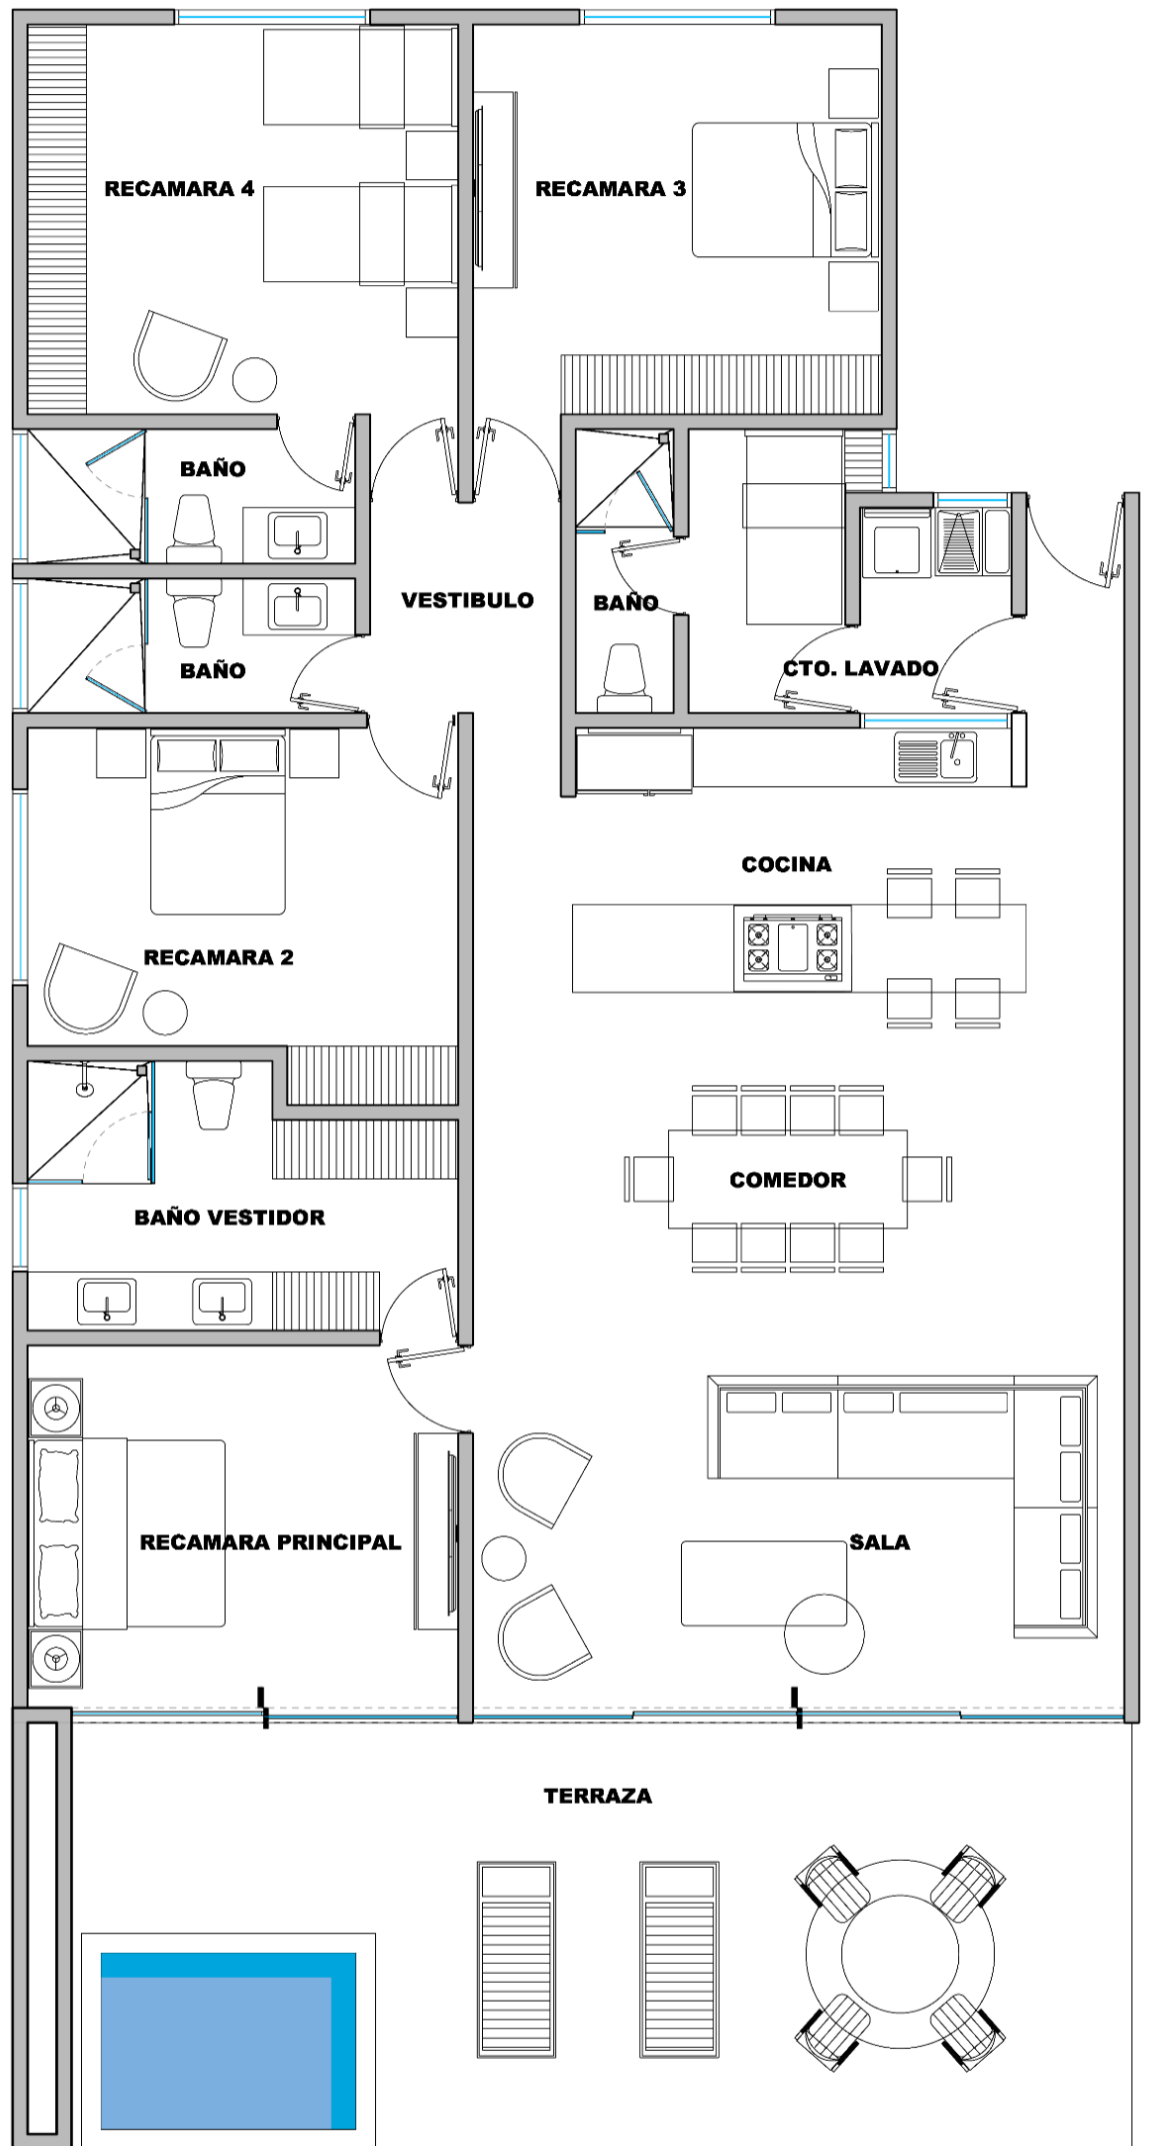 RECAMARA 4
RECAMARA 3
BAÑO
VESTIBULO
BAÑO
BAÑO
CTO. LAVADO
COCINA
RECAMARA 2
COMEDOR
BAÑO VESTIDOR
RECAMARA PRINCIPAL
SALA
TERRAZA